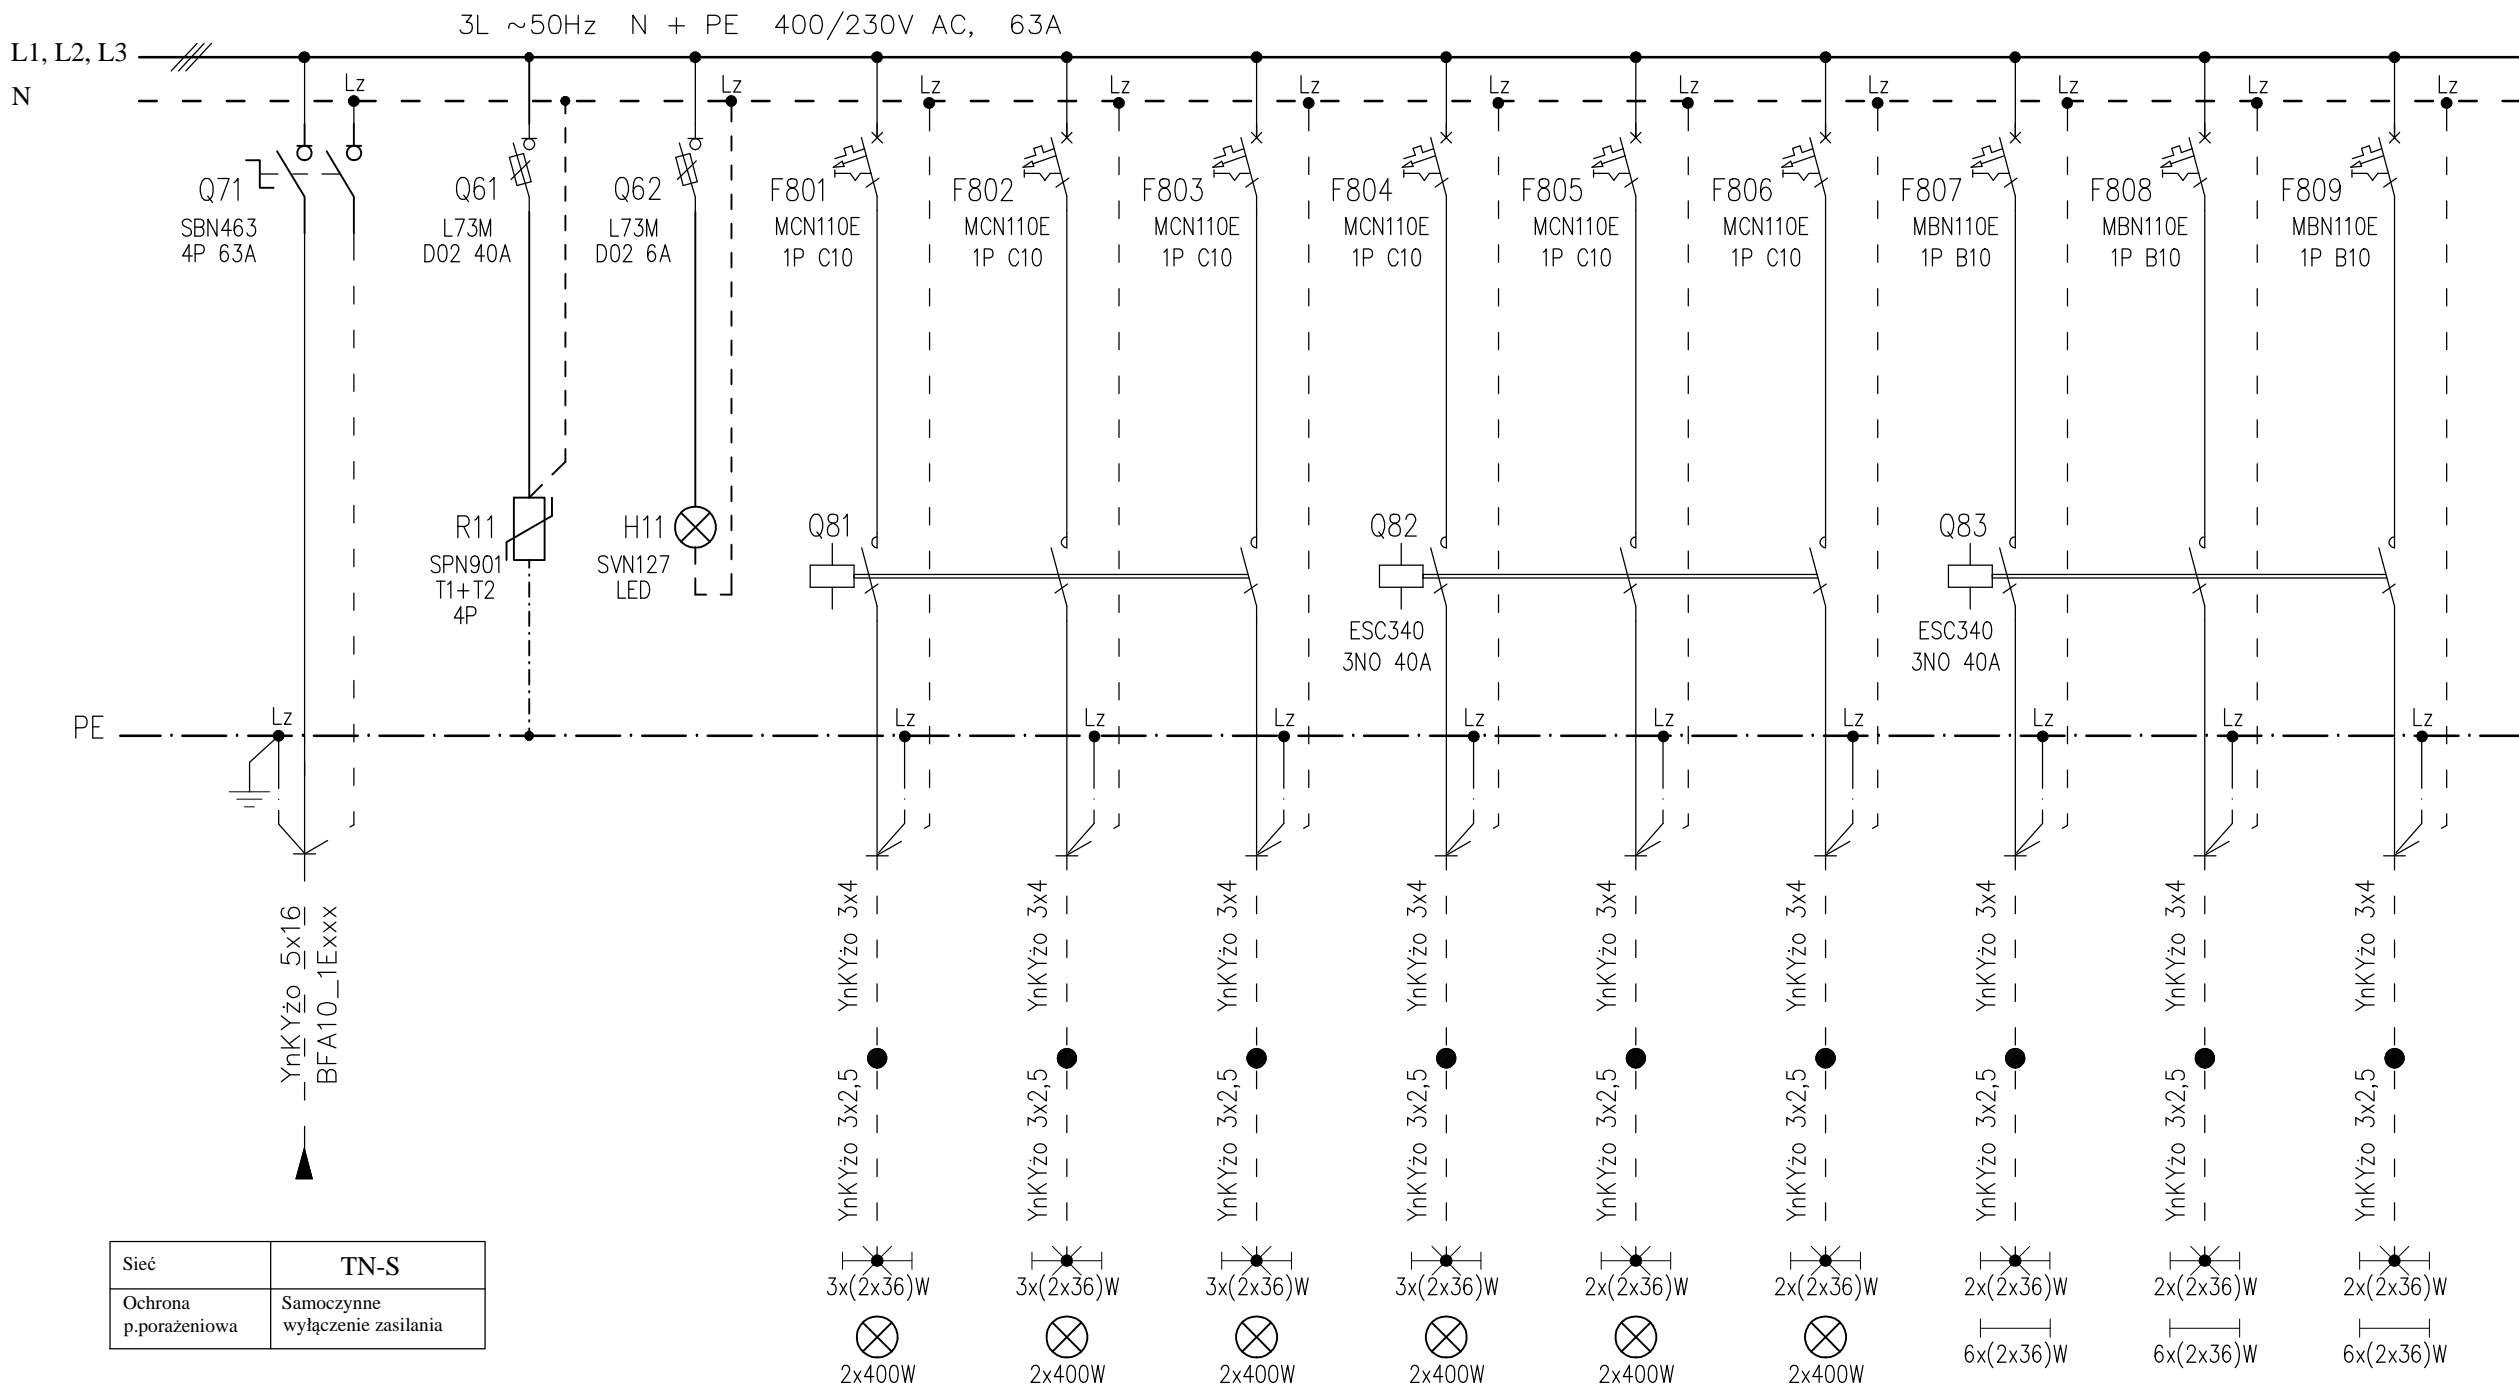 3L ~50Hz N + PE 400/230V AC, 63A
L1, L2, L3
N
Lz
Lz
Lz
Lz
Lz
Lz
Lz
Lz
Lz
Lz
Lz
Q71
SBN463
4P 63A
Q61
L73M
D02 40A
Q62
L73M
D02 6A
F801
MCN110E
1P C10
F802
MCN110E
1P C10
F803
MCN110E
1P C10
F804
MCN110E
1P C10
F805
MCN110E
1P C10
F806
MCN110E
1P C10
F807
MBN110E
1P B10
F808
MBN110E
1P B10
F809
MBN110E
1P B10
R11
SPN901
T1+T2
4P
H11
SVN127
LED
Q81
Q82
ESC340
3NO 40A
Q83
ESC340
3NO 40A
PE
Lz
Lz
Lz
Lz
Lz
Lz
Lz
Lz
Lz
Lz
YnKYżo 5x16
BFA10_1Exxx
YnKYżo 3x4
YnKYżo 3x4
YnKYżo 3x4
YnKYżo 3x4
YnKYżo 3x4
YnKYżo 3x4
YnKYżo 3x4
YnKYżo 3x4
YnKYżo 3x4
YnKYżo 3x2,5
YnKYżo 3x2,5
YnKYżo 3x2,5
YnKYżo 3x2,5
YnKYżo 3x2,5
YnKYżo 3x2,5
YnKYżo 3x2,5
YnKYżo 3x2,5
YnKYżo 3x2,5
3x(2x36)W
3x(2x36)W
3x(2x36)W
3x(2x36)W
2x(2x36)W
2x(2x36)W
2x(2x36)W
2x(2x36)W
2x(2x36)W
2x400W
2x400W
2x400W
2x400W
2x400W
2x400W
6x(2x36)W
6x(2x36)W
6x(2x36)W
Sieć
TN-S
Ochrona
p.porażeniowa
Samoczynne
wyłączenie zasilania